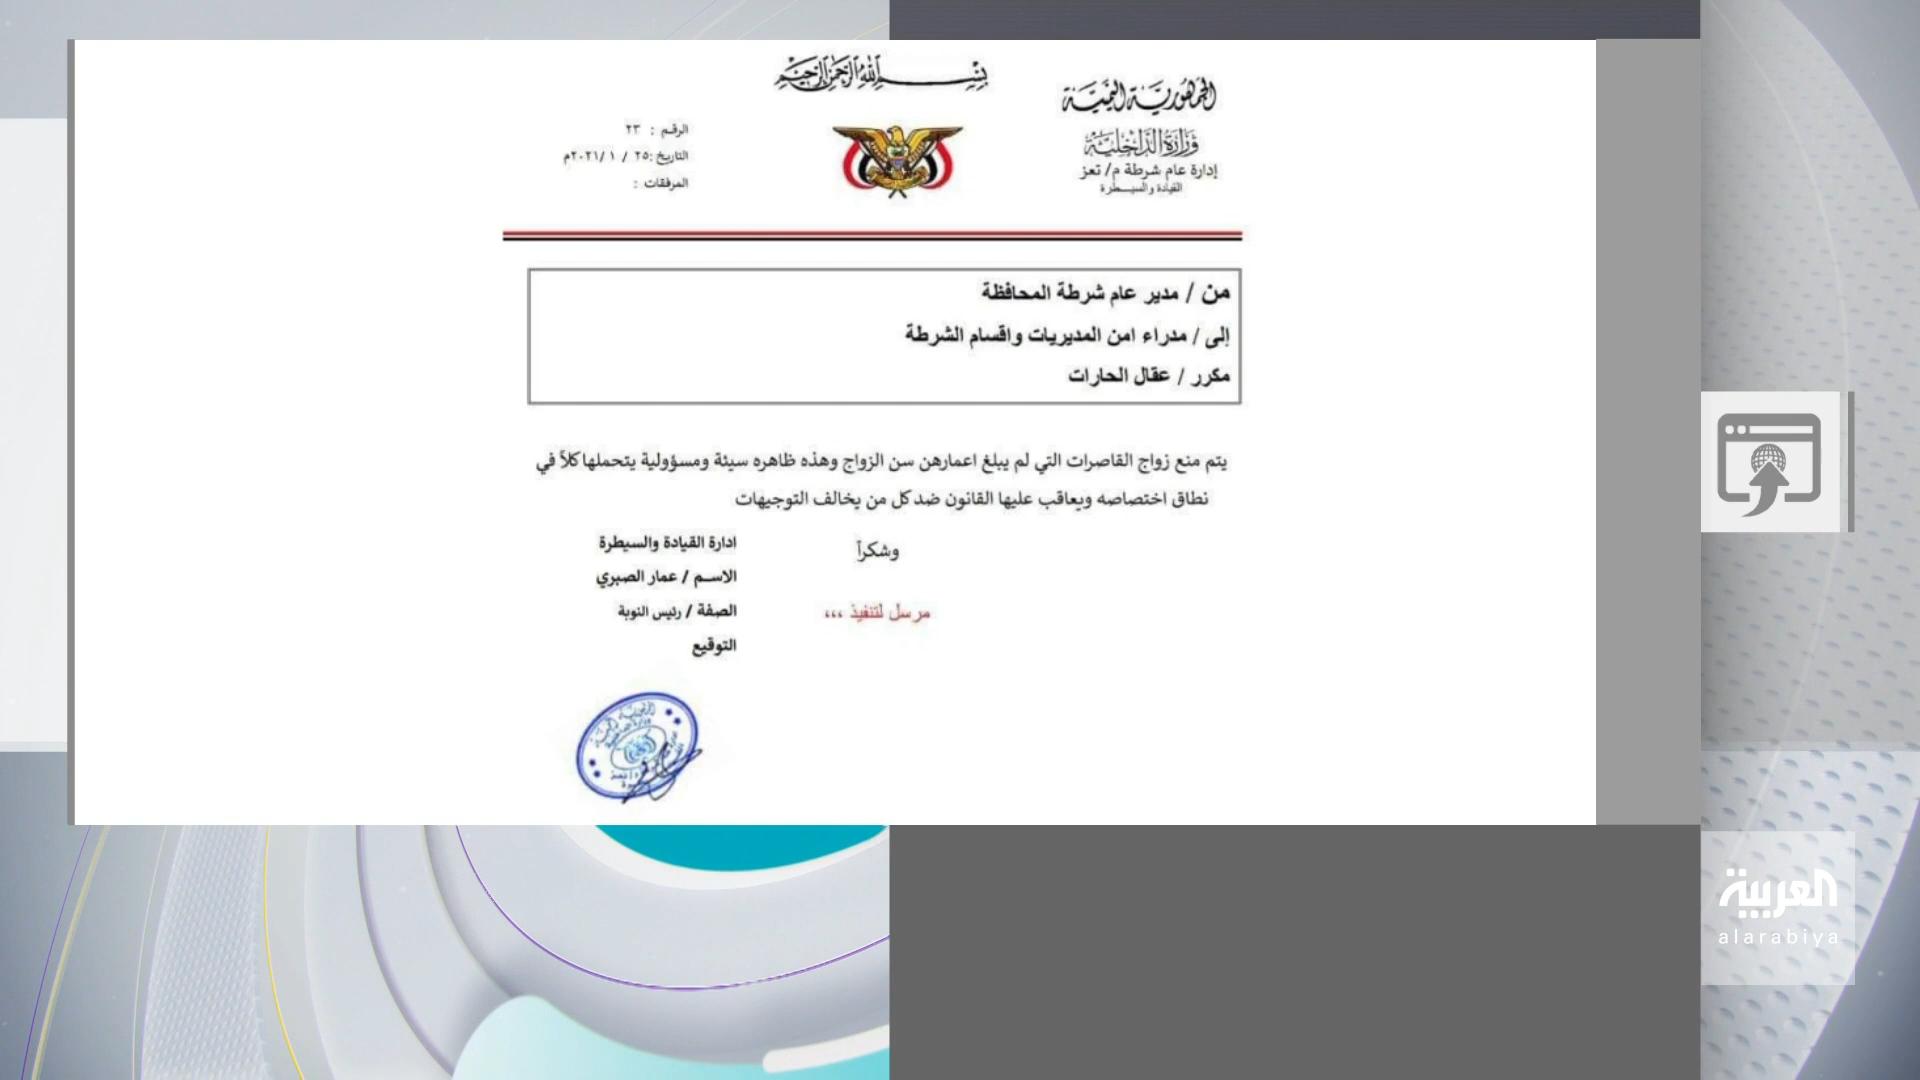 بسم الله الرحمن الرحيم
الجمهورية اليمنية
وزارة الداخلية
إدارة عام شرطة م/ تعز
القيادة والسيطرة
الرقم : ٢٣
التاريخ :٢٥ / ١ /٢٠٢١م
المرفقات :
من / مدير عام شرطة المحافظة
إلى / مدراء امن المديريات واقسام الشرطة
مكرر / عقال الحارات
يتم منع زواج القاصرات التي لم يبلغ اعمارهن سن الزواج وهذه ظاهره سيئة ومسؤولية يتحملها كلاً في
نطاق اختصاصه ويعاقب عليها القانون ضد كل من يخالف التوجيهات
وشكراً
مرسل لتنفيذ ،،،
ادارة القيادة والسيطرة
الاسم / عمار الصبري
الصفة / رئيس النوبة
التوقيع
العربية
alarabiya